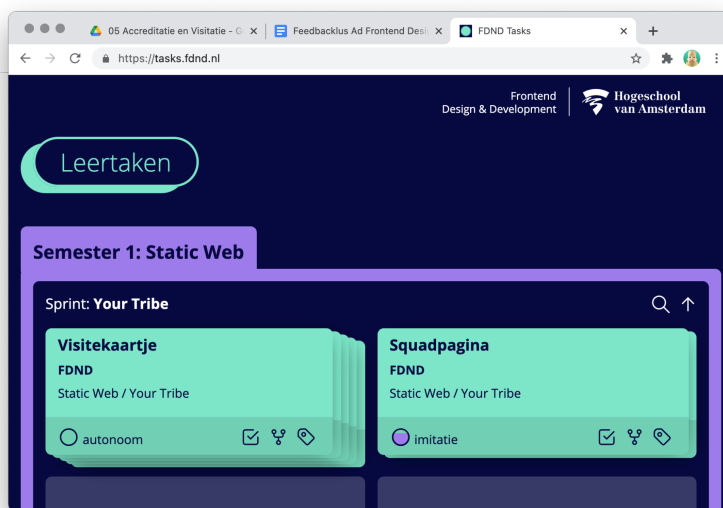 05 Accreditatie en Visitatie - G
Feedbacklus Ad Frontend Desi
FDND Tasks
https://tasks.fdnd.nl
Frontend
Design & Development
Hogeschool
van Amsterdam
Leertaken
Semester 1: Static Web
Sprint: Your Tribe
Visitekaartje
FDND
Static Web / Your Tribe
autonoom
Squadpagina
FDND
Static Web / Your Tribe
imitatie